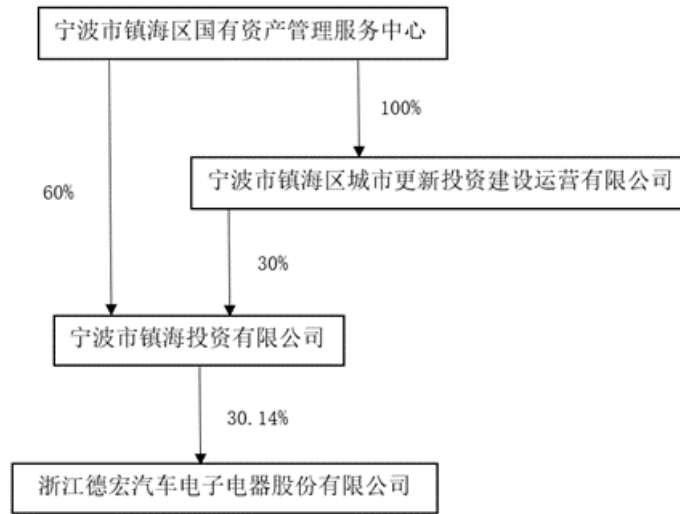 宁波市镇海区国有资产管理服务中心
100%
宁波市镇海区城市更新投资建设运营有限公司
60%
30%
宁波市镇海投资有限公司
30.14%
浙江德宏汽车电子电器股份有限公司